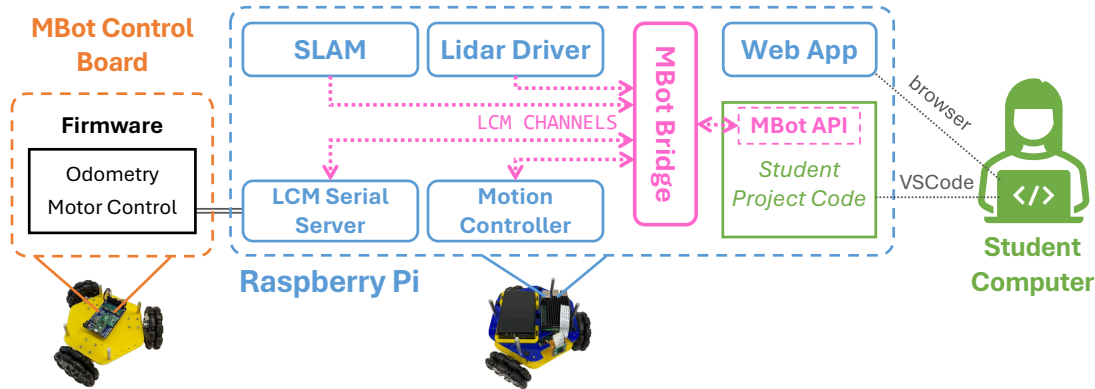 MBot Control
Board
Firmware
Odometry
Motor Control
SLAM
Lidar Driver
MBot Bridge
Web App
LCM CHANNELS
MBot API
Student
Project Code
LCM Serial
Server
Motion
Controller
Raspberry Pi
browser
VSCode
</>
Student
Computer